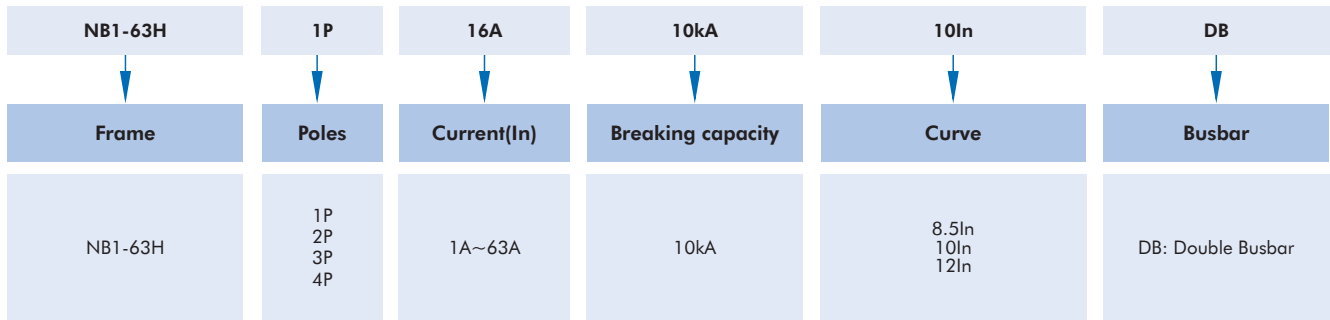 NB1-63H 1P 16A 10kA 10In DB
Frame Poles Current(In) Breaking capacity Curve Busbar
NB1-63H
1P
2P
3P
4P
1A~63A
10kA
8.5In
10In
12In
DB: Double Busbar